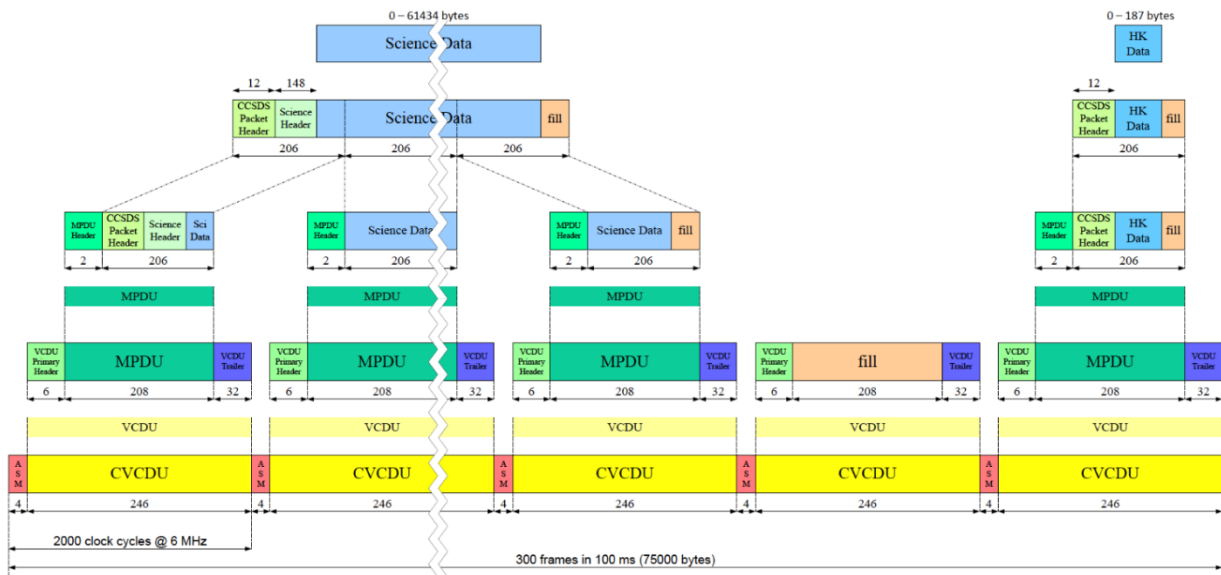 0 – 61434 bytes
0 – 187 bytes
Science Data
HK
Data
12
148
12
CCSDS
Packet
Header
Science
Header
Science Data
fill
CCSDS
Packet
Header
HK
Data
fill
206
206
206
206
MPDU
Header
CCSDS
Packet
Header
Science
Header
Sci
Data
MPDU
Header
Science Data
MPDU
Header
Science Data
fill
MPDU
Header
CCSDS
Packet
Header
HK
Data
fill
2
206
2
206
2
206
2
206
MPDU
MPDU
MPDU
MPDU
VCDU
Primary
Header
MPDU
VCDU
Trailer
VCDU
Primary
Header
MPDU
VCDU
Trailer
VCDU
Primary
Header
MPDU
VCDU
Trailer
VCDU
Primary
Header
fill
VCDU
Trailer
VCDU
Primary
Header
MPDU
VCDU
Trailer
6
208
32
6
208
32
6
208
32
6
208
32
6
208
32
VCDU
VCDU
VCDU
VCDU
VCDU
A
S
M
CVCDU
A
S
M
CVCDU
A
S
M
CVCDU
A
S
M
CVCDU
A
S
M
CVCDU
4
246
4
246
4
246
4
246
4
246
2000 clock cycles @ 6 MHz
300 frames in 100 ms (75000 bytes)